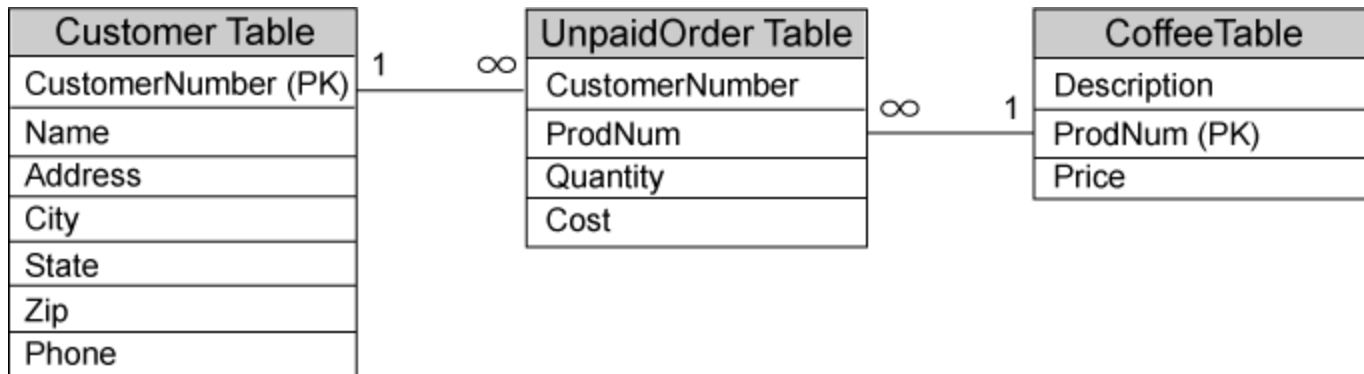 Customer Table
CustomerNumber (PK)
Name
Address
City
State
Zip
Phone
1 ∞
UnpaidOrder Table
CustomerNumber
ProdNum
Quantity
Cost
∞ 1
CoffeeTable
Description
ProdNum (PK)
Price